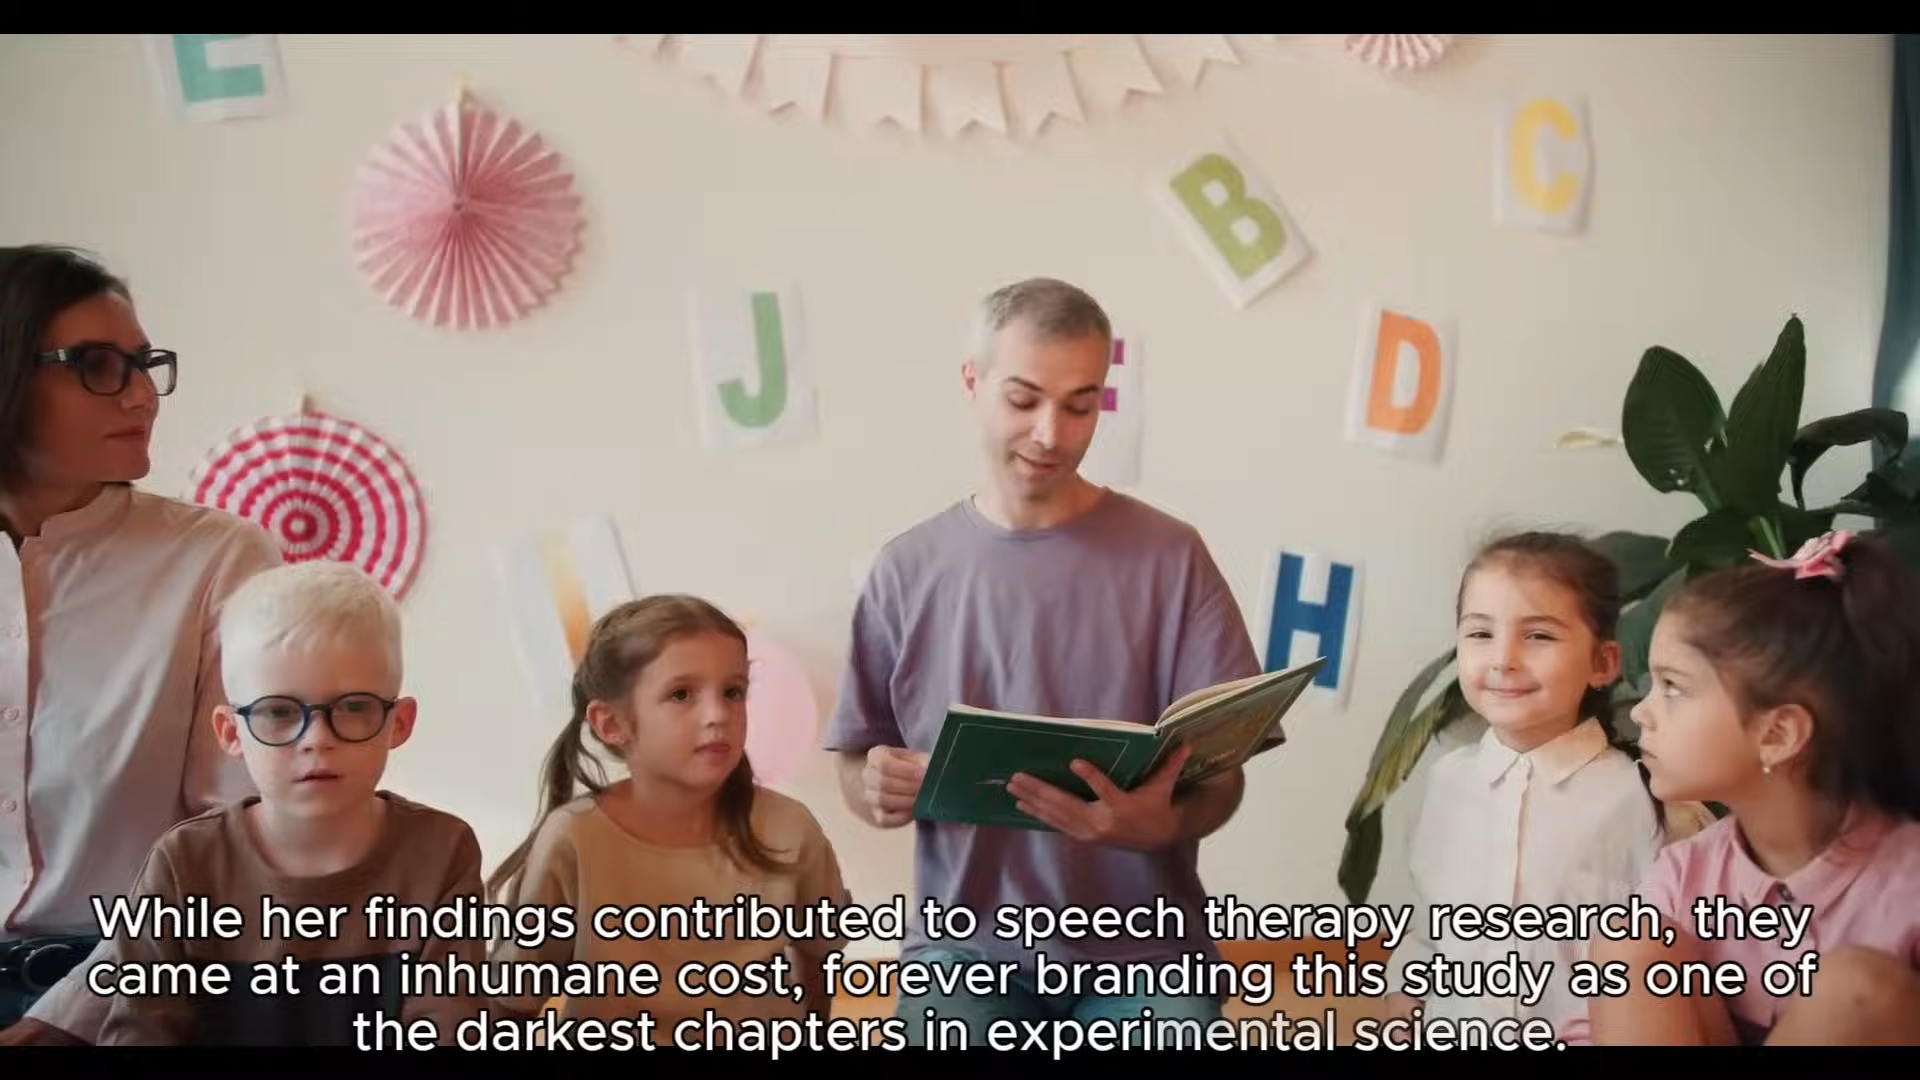 E
C
B
J
D
H
While her findings contributed to speech therapy research, they
came at an inhumane cost, forever branding this study as one of
the darkest chapters in experimental science.